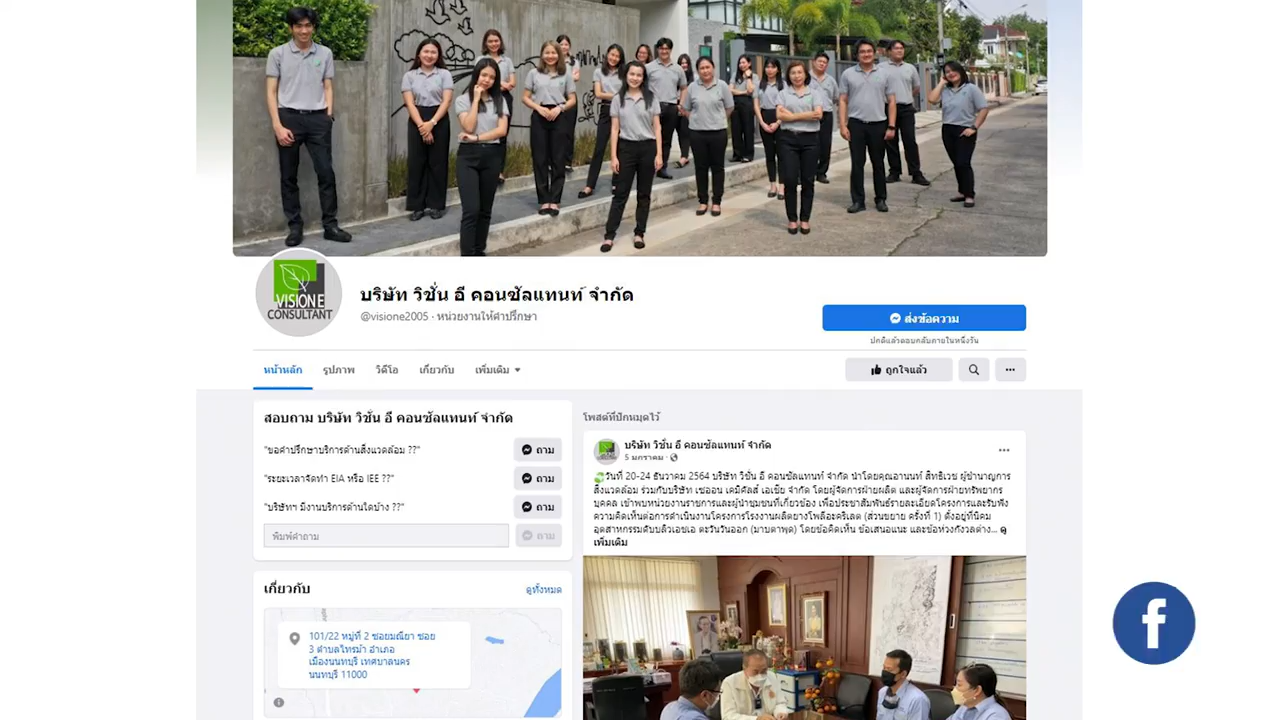 VISION E
CONSULTANT
บริษัท วิชั่น อี คอนซัลแทนท์ จำกัด
@visione2005 · หน่วยงานให้คำปรึกษา
ส่งข้อความ
ปกติแล้วตอบกลับภายในหนึ่งวัน
หน้าหลัก
รูปภาพ
วิดีโอ
เกี่ยวกับ
เพิ่มเติม
ถูกใจแล้ว
สอบถาม บริษัท วิชั่น อี คอนซัลแทนท์ จำกัด
"ขอคำปรึกษาบริการด้านสิ่งแวดล้อม ??"
ถาม
"ระยะเวลาจัดทำ EIA หรือ IEE ??"
ถาม
"บริษัทฯ มีงานบริการด้านใดบ้าง ??"
ถาม
พิมพ์คำถาม
ถาม
เกี่ยวกับ
ดูทั้งหมด
101/22 หมู่ที่ 2 ซอยมณียา ซอย
3 ตำบลไทรม้า อำเภอ
เมืองนนทบุรี เทศบาลนคร
นนทบุรี 11000
โพสต์ที่ปักหมุดไว้
บริษัท วิชั่น อี คอนซัลแทนท์ จำกัด
5 มกราคม ·
วันที่ 20-24 ธันวาคม 2564 บริษัท วิชั่น อี คอนซัลแทนท์ จำกัด นำโดยคุณอานนท์ สิทธิเวช ผู้ชำนาญการ
สิ่งแวดล้อม ร่วมกับบริษัท เซออน เคมิคัลส์ เอเชีย จำกัด โดยผู้จัดการฝ่ายผลิต และผู้จัดการฝ่ายทรัพยากร
บุคคล เข้าพบหน่วยงานราชการและผู้นำชุมชนที่เกี่ยวข้อง เพื่อประชาสัมพันธ์รายละเอียดโครงการและรับฟัง
ความคิดเห็นต่อการดำเนินงานโครงการโรงงานผลิตยางโพลีอะคริเลต (ส่วนขยาย ครั้งที่ 1) ตั้งอยู่ที่นิคม
อุตสาหกรรมดับบลิวเอชเอ ตะวันออก (มาบตาพุด) โดยข้อคิดเห็น ข้อเสนอแนะ และข้อห่วงกังวลต่าง... ดู
เพิ่มเติม
f